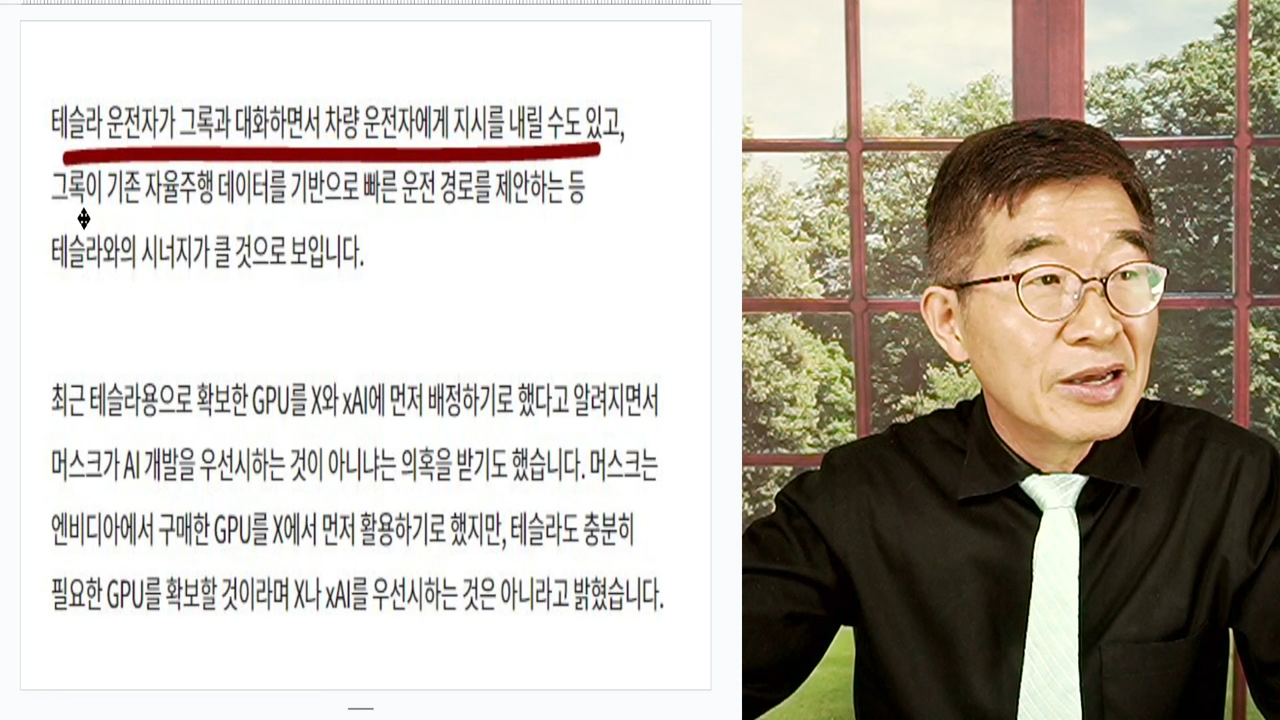 테슬라 운전자가 그록과 대화하면서 차량 운전자에게 지시를 내릴 수도 있고,
그록이 기존 자율주행 데이터를 기반으로 빠른 운전 경로를 제안하는 등
테슬라와의 시너지가 클 것으로 보입니다.
최근 테슬라용으로 확보한 GPU를 X와 xAI에 먼저 배정하기로 했다고 알려지면서
머스크가 AI 개발을 우선시하는 것이 아니냐는 의혹을 받기도 했습니다. 머스크는
엔비디아에서 구매한 GPU를 X에서 먼저 활용하기로 했지만, 테슬라도 충분히
필요한 GPU를 확보할 것이라며 X나 xAI를 우선시하는 것은 아니라고 밝혔습니다.